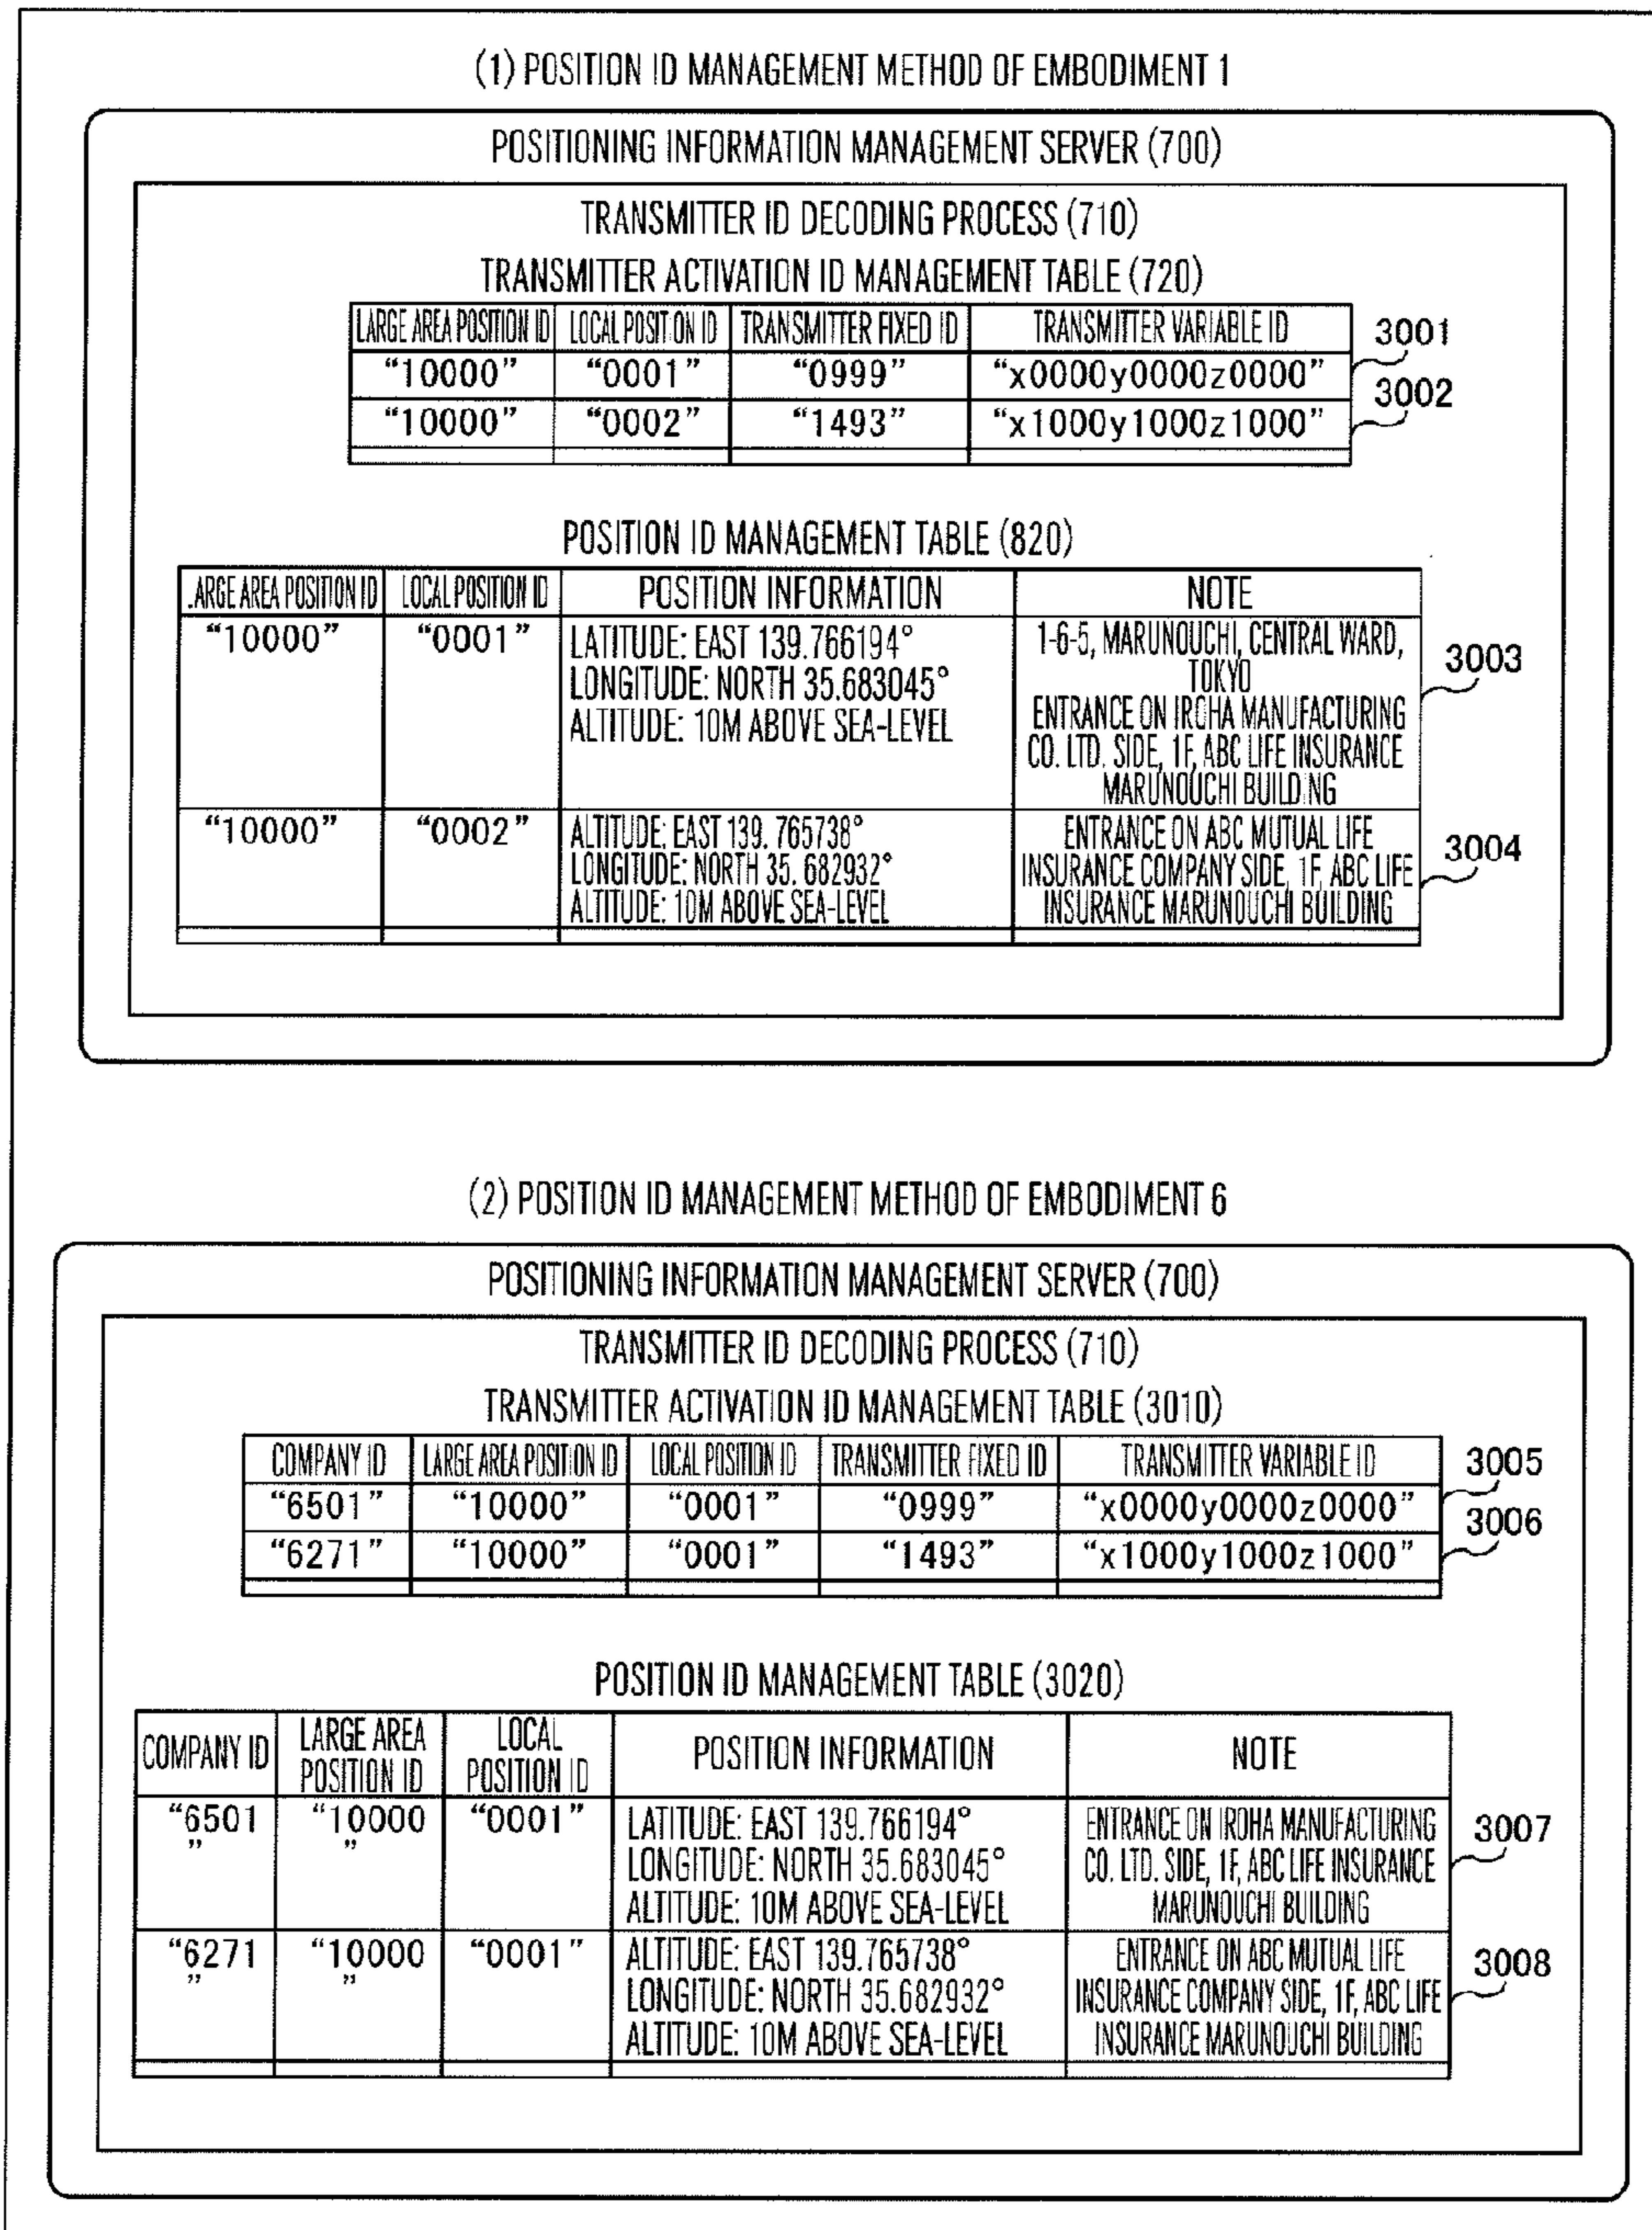 (1) POSITION ID MANAGEMENT METHOD OF EMBODIMENT 1
POSITIONING INFORMATION MANAGEMENT SERVER (700)
TRANSMITTER ID DECODING PROCESS (710)
TRANSMITTER ACTIVATION ID MANAGEMENT TABLE (720)
LARGE AREA POSITION ID LOCAL POSITION ID TRANSMITTER FIXED ID TRANSMITTER VARIABLE ID
3001
“10000” “0001” “0999” “x0000y0000z0000”
3002
“10000” “0002” “1493” “x1000y1000z1000”
POSITION ID MANAGEMENT TABLE (820)
LARGE AREA POSITION ID LOCAL POSITION ID POSITION INFORMATION NOTE
“10000” “0001” LATITUDE: EAST 139.766194° 1-6-5, MARUNOUCHI, CENTRAL WARD,
LONGITUDE: NORTH 35.683045° TOKYO 3003
ALTITUDE: 10M ABOVE SEA-LEVEL ENTRANCE ON IROHA MANUFACTURING
CO. LTD. SIDE, 1F, ABC LIFE INSURANCE
MARUNOUCHI BUILDING
“10000” “0002” ALTITUDE: EAST 139. 765738° ENTRANCE ON ABC MUTUAL LIFE
LONGITUDE: NORTH 35. 682932° INSURANCE COMPANY SIDE, 1F, ABC LIFE 3004
ALTITUDE: 10M ABOVE SEA-LEVEL INSURANCE MARUNOUCHI BUILDING
(2) POSITION ID MANAGEMENT METHOD OF EMBODIMENT 6
POSITIONING INFORMATION MANAGEMENT SERVER (700)
TRANSMITTER ID DECODING PROCESS (710)
TRANSMITTER ACTIVATION ID MANAGEMENT TABLE (3010)
COMPANY ID LARGE AREA POSITION ID LOCAL POSITION ID TRANSMITTER FIXED ID TRANSMITTER VARIABLE ID
3005
“6501” “10000” “0001” “0999” “x0000y0000z0000”
3006
“6271” “10000” “0001” “1493” “x1000y1000z1000”
POSITION ID MANAGEMENT TABLE (3020)
COMPANY ID LARGE AREA LOCAL POSITION INFORMATION NOTE
POSITION ID POSITION ID
“6501 “10000 “0001” LATITUDE: EAST 139.766194° ENTRANCE ON IROHA MANUFACTURING 3007
” ” LONGITUDE: NORTH 35.683045° CO. LTD. SIDE, 1F, ABC LIFE INSURANCE
ALTITUDE: 10M ABOVE SEA-LEVEL MARUNOUCHI BUILDING
“6271 “10000 “0001” ALTITUDE: EAST 139.765738° ENTRANCE ON ABC MUTUAL LIFE 3008
” ” LONGITUDE: NORTH 35.682932° INSURANCE COMPANY SIDE, 1F, ABC LIFE
ALTITUDE: 10M ABOVE SEA-LEVEL INSURANCE MARUNOUCHI BUILDING